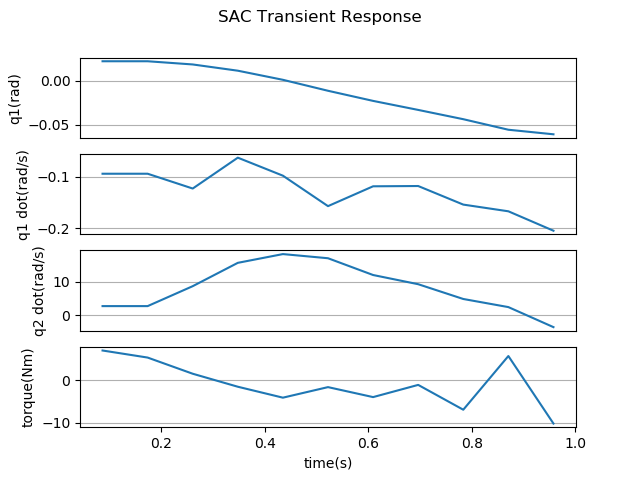 SAC Transient Response
q1(rad)
0.00
−0.05
q1 dot(rad/s)
−0.1
−0.2
q2 dot(rad/s)
10
0
torque(Nm)
0
−10
0.2 0.4 0.6 0.8 1.0
time(s)